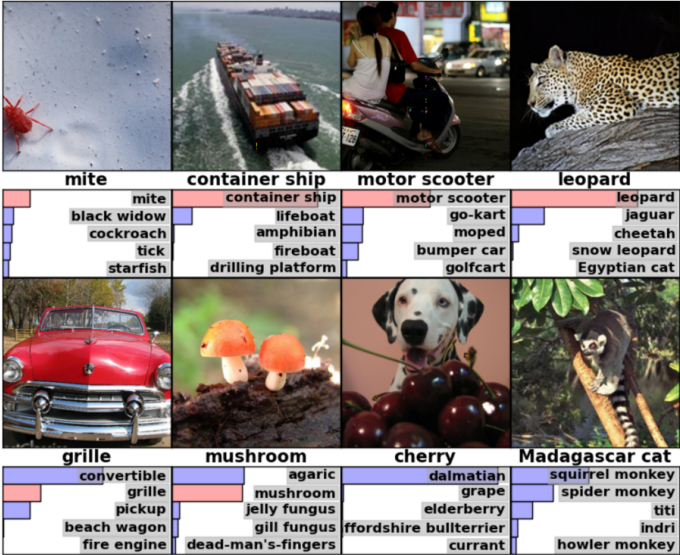 mite
container ship
motor scooter
leopard
mite
black widow
cockroach
tick
starfish
container ship
lifeboat
amphibian
fireboat
drilling platform
motor scooter
go-kart
moped
bumper car
golfcart
leopard
jaguar
cheetah
snow leopard
Egyptian cat
grille
mushroom
cherry
Madagascar cat
convertible
grille
pickup
beach wagon
fire engine
agaric
mushroom
jelly fungus
gill fungus
dead-man's-fingers
dalmatian
grape
elderberry
ffordshire bullterrier
currant
squirrel monkey
spider monkey
titi
indri
howler monkey